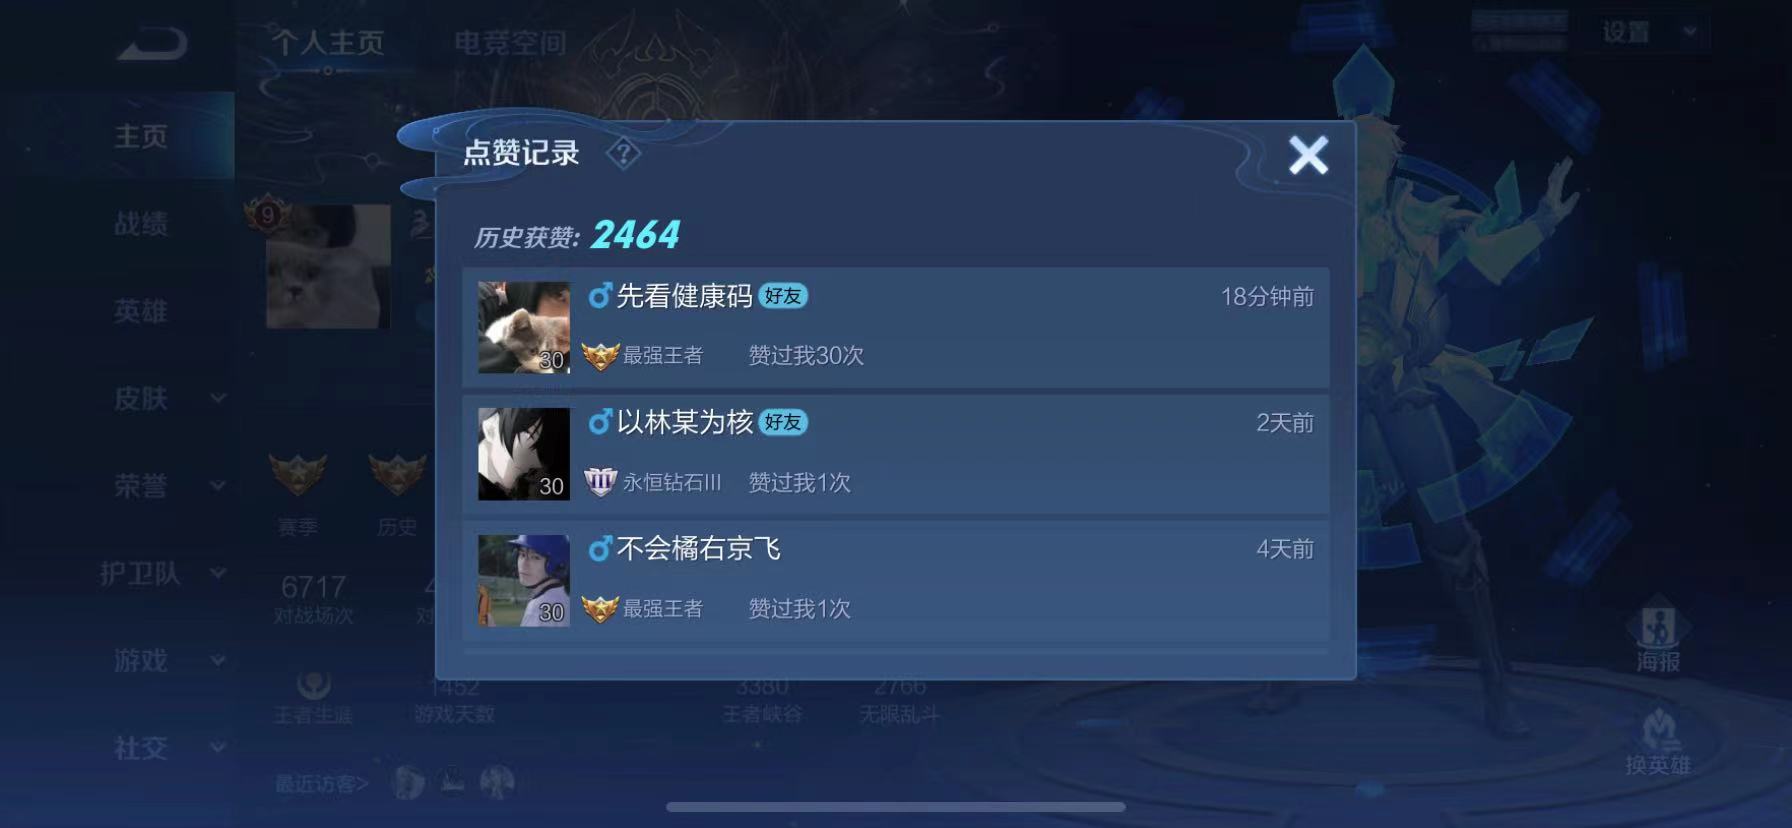 个人主页
电竞空间
设置
主页
战绩
英雄
皮肤
荣誉
护卫队
游戏
社交
9
点赞记录
?
历史获赞: 2464
先看健康码 好友
18分钟前
30
最强王者
赞过我30次
以林某为核 好友
2天前
30
永恒钻石III
赞过我1次
不会橘右京飞
4天前
30
最强王者
赞过我1次
赛季
历史
6717
对战场次
王者生涯
1452
游戏天数
3380
王者峡谷
2766
无限乱斗
最近访客>
海报
换英雄